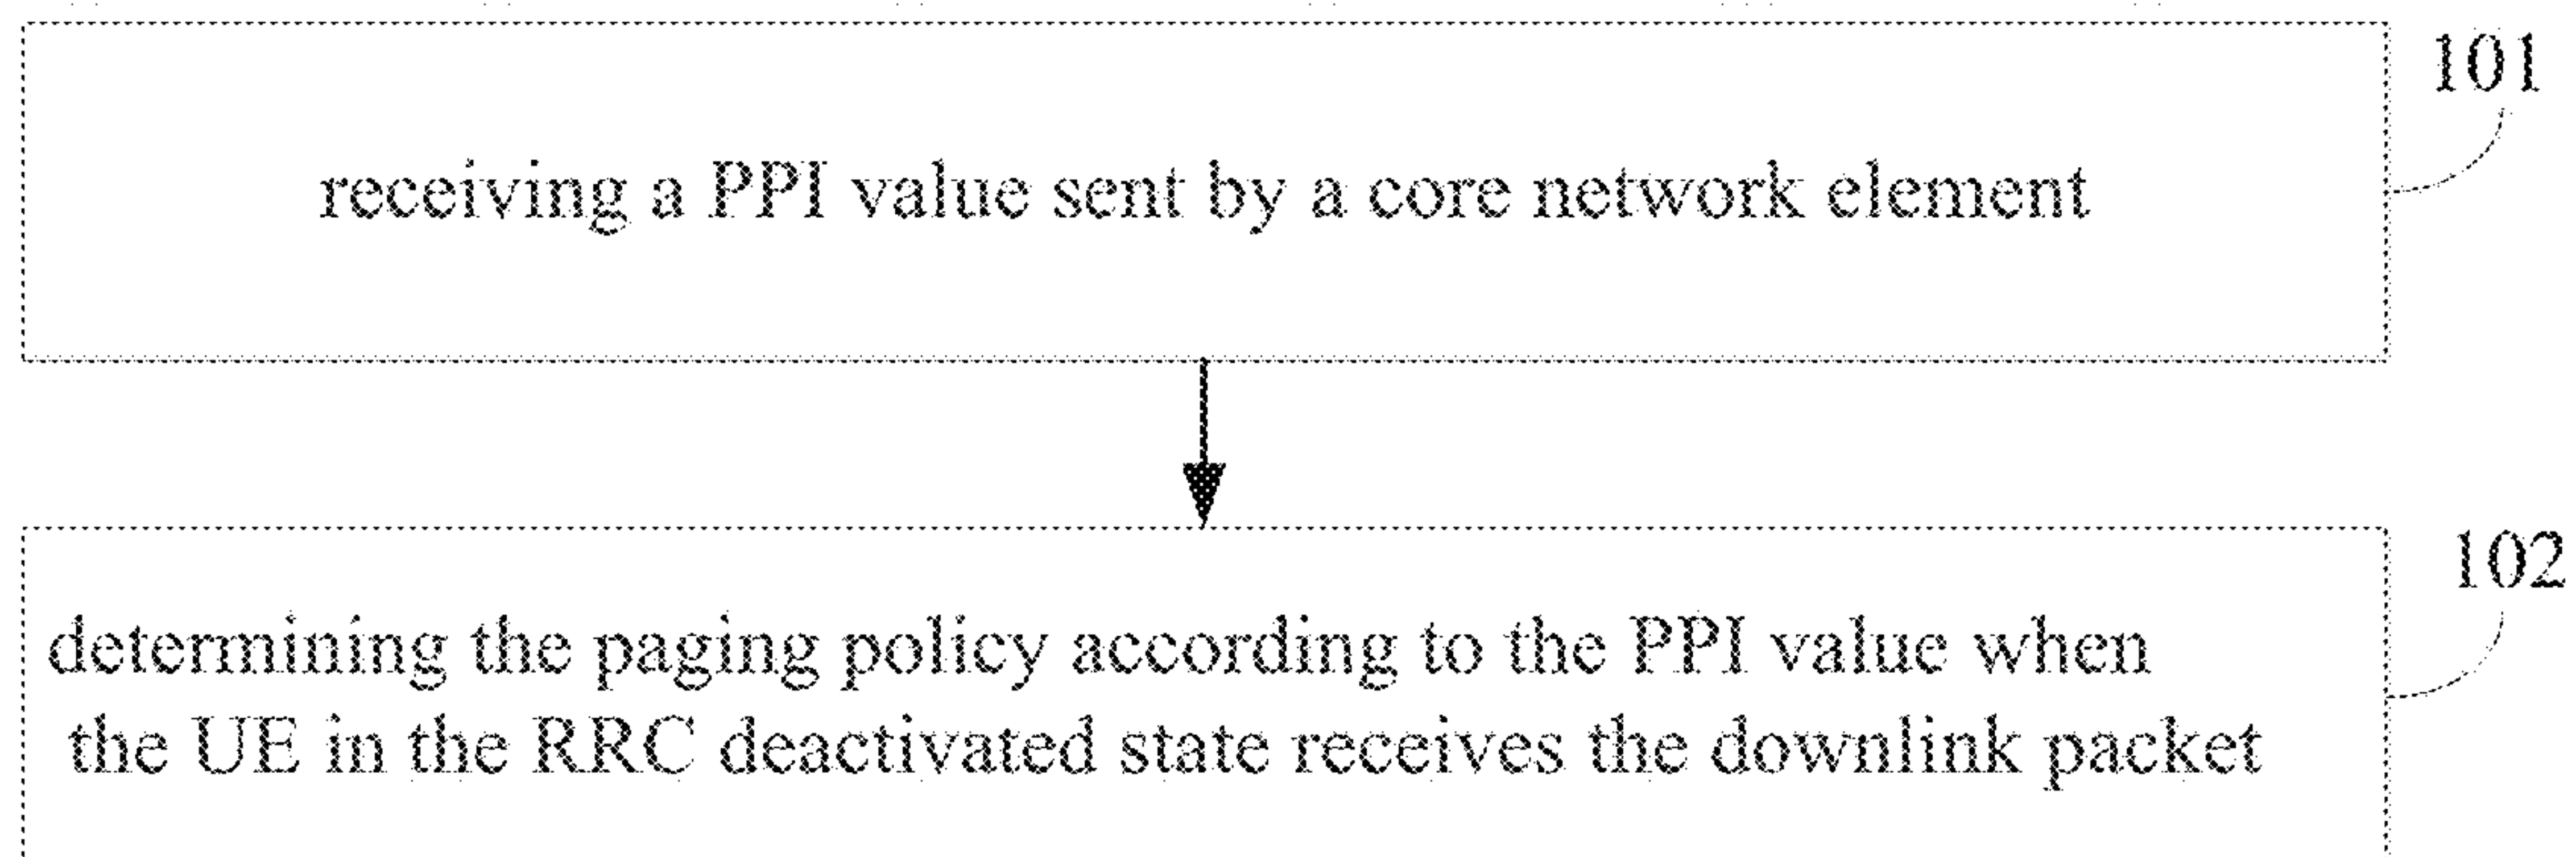 101
receiving a PPI value sent by a core network element
102
determining the paging policy according to the PPI value when
the UE in the RRC deactivated state receives the downlink packet